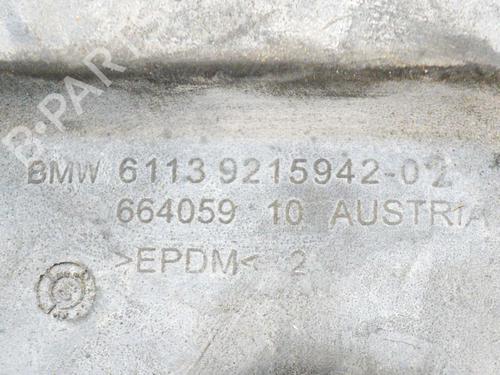 B-PARTS
BMW 6113 9215942-02
664059 10 AUSTRIA
>EPDM< 2